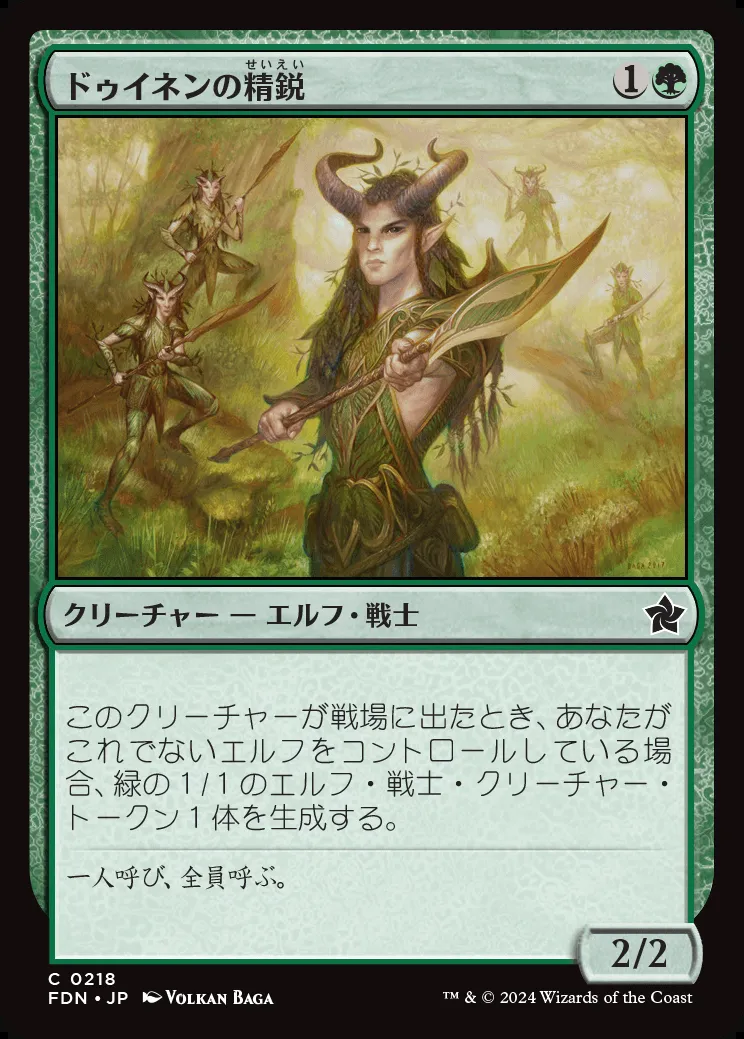 せいえい
ドゥイネンの精鋭
1
クリーチャー — エルフ・戦士
このクリーチャーが戦場に出たとき、あなたが
これでないエルフをコントロールしている場
合、緑の1/1のエルフ・戦士・クリーチャー・
トークン1体を生成する。
一人呼び、全員呼ぶ。
2/2
C 0218
FDN • JP VOLKAN BAGA
™ & © 2024 Wizards of the Coast